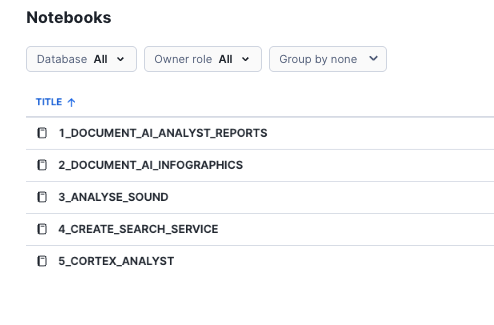 Notebooks
Database All
Owner role All
Group by none
TITLE ↑
1_DOCUMENT_AI_ANALYST_REPORTS
2_DOCUMENT_AI_INFOGRAPHICS
3_ANALYSE_SOUND
4_CREATE_SEARCH_SERVICE
5_CORTEX_ANALYST